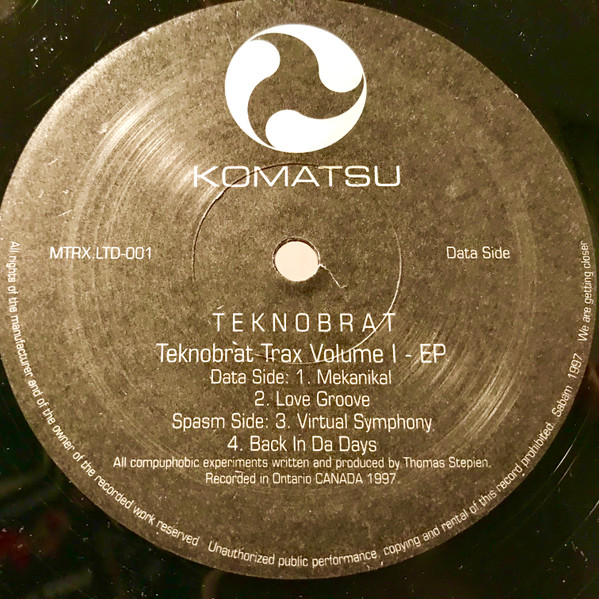 KOMATSU
MTRX.LTD-001
Data Side
TEKNOBRAT
Teknobrat Trax Volume I - EP
Data Side: 1. Mekanikal
2. Love Groove
Spasm Side: 3. Virtual Symphony
4. Back In Da Days
All compuphobic experiments written and produced by Thomas Stepien.
Recorded in Ontario CANADA 1997
All rights of the manufacturer and of the owner of the recorded work reserved. Unauthorized public performance, copying and rental of this record prohibited. Sabam 1997 We are getting closer